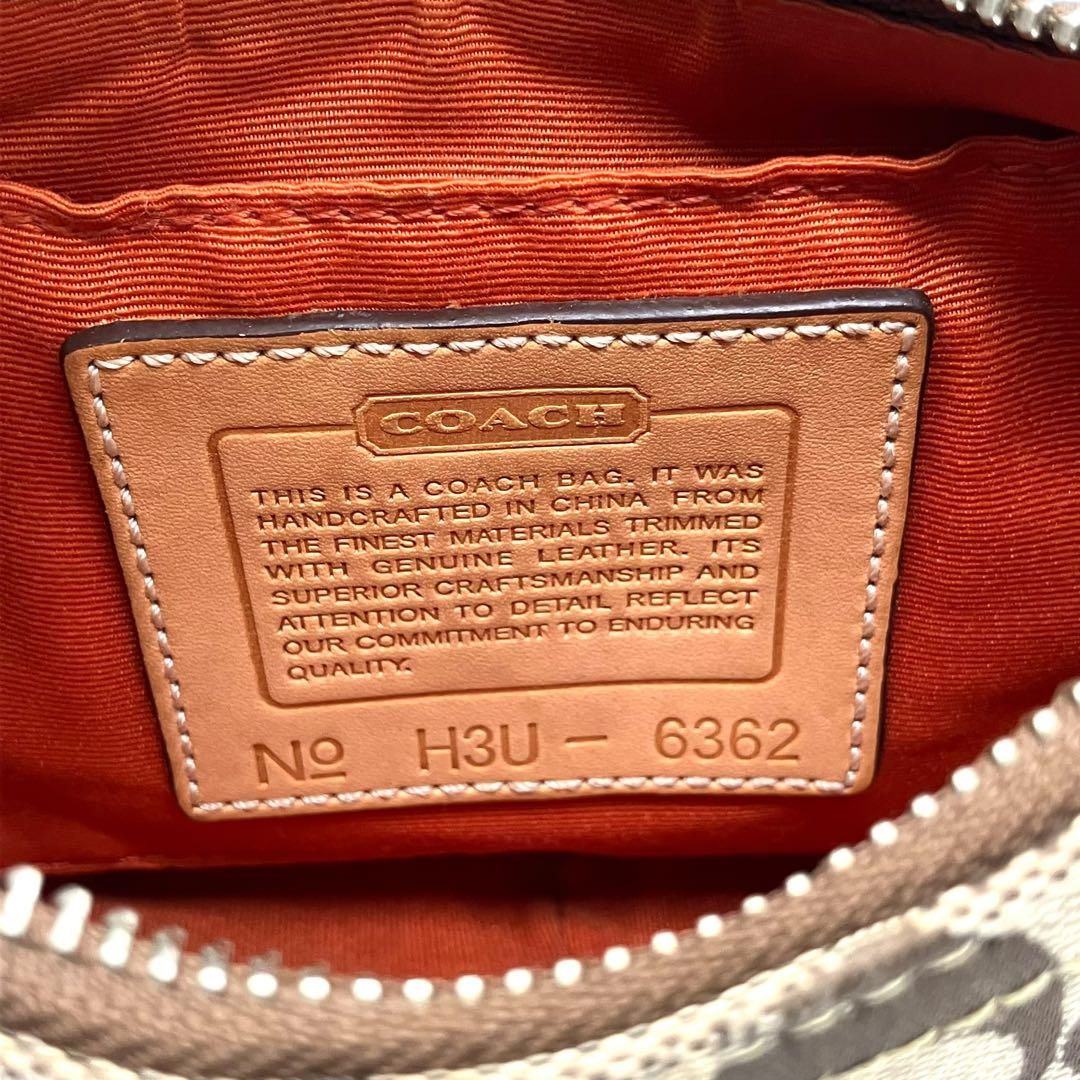 COACH
THIS IS A COACH BAG. IT WAS
HANDCRAFTED IN CHINA FROM
THE FINEST MATERIALS TRIMMED
WITH GENUINE LEATHER. ITS
SUPERIOR CRAFTSMANSHIP AND
ATTENTION TO DETAIL REFLECT
OUR COMMITMENT TO ENDURING
QUALITY.
No H3U - 6362